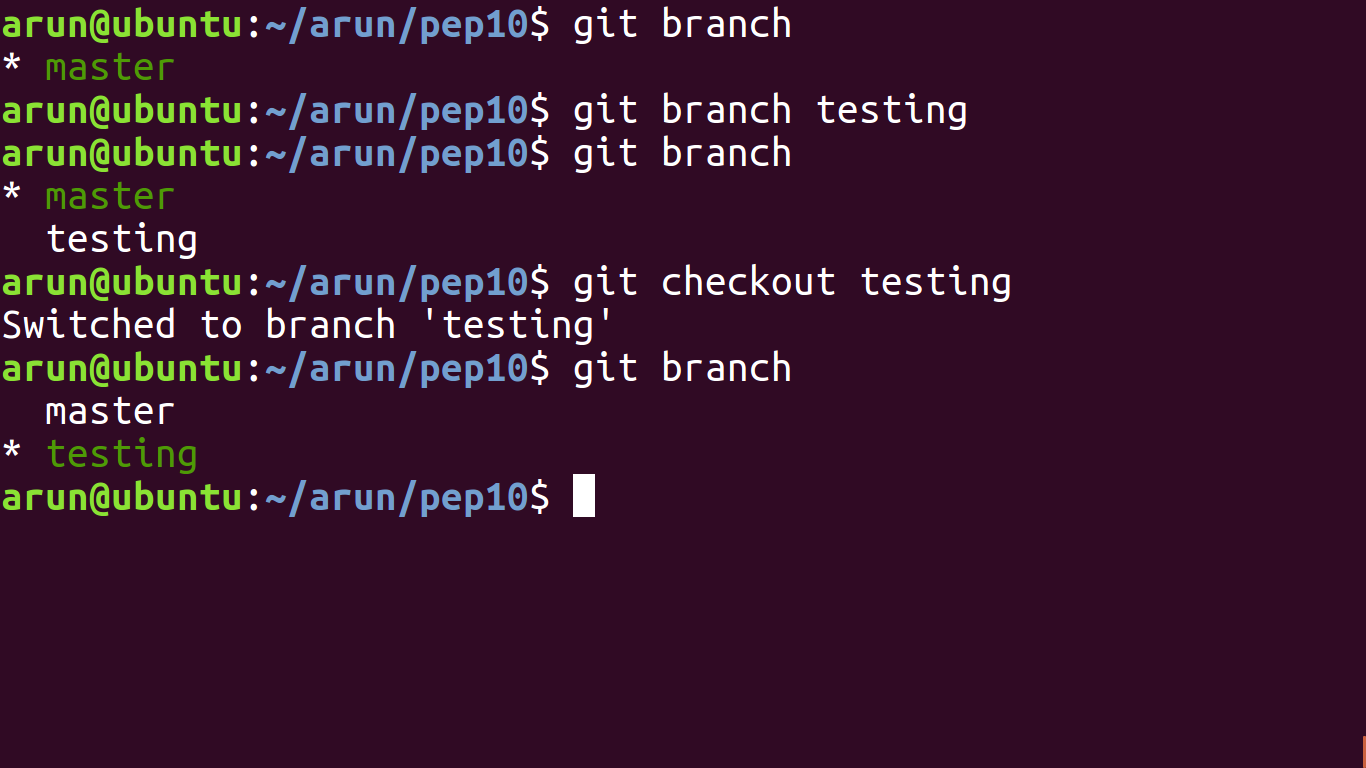 arun@ubuntu:~/arun/pep10$ git branch
* master
arun@ubuntu:~/arun/pep10$ git branch testing
arun@ubuntu:~/arun/pep10$ git branch
* master
  testing
arun@ubuntu:~/arun/pep10$ git checkout testing
Switched to branch 'testing'
arun@ubuntu:~/arun/pep10$ git branch
  master
* testing
arun@ubuntu:~/arun/pep10$